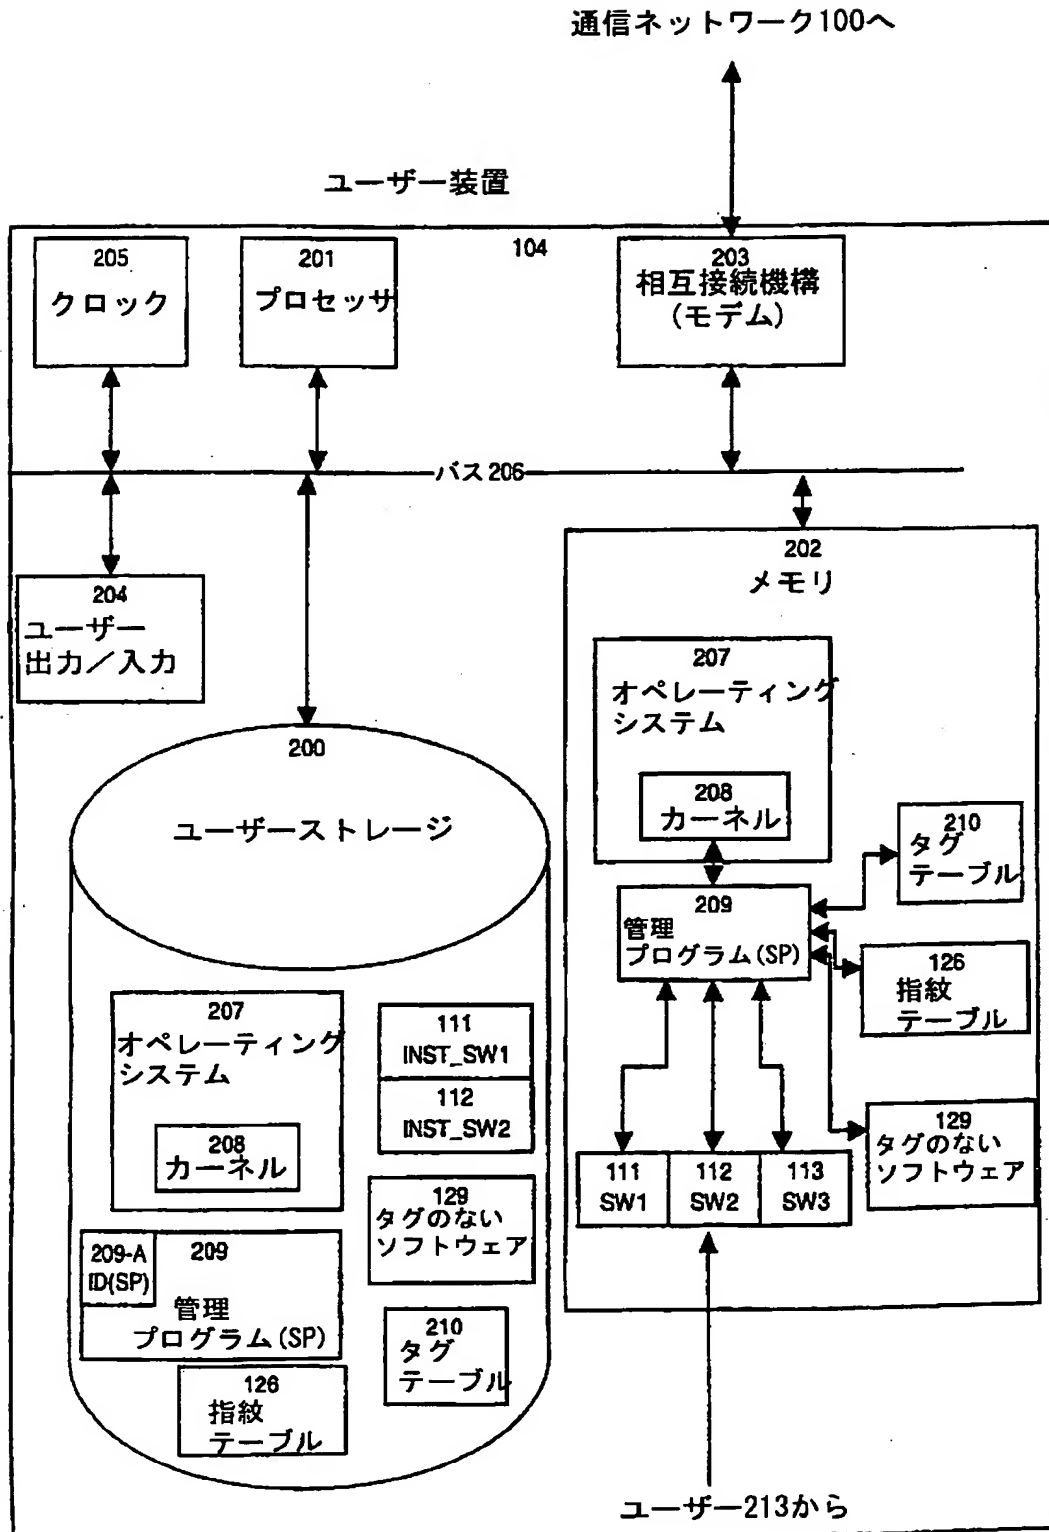 通信ネットワーク100へ
ユーザー装置
104
205
クロック
201
プロセッサ
203
相互接続機構
(モデム)
バス206
204
ユーザー
出力／入力
200
ユーザーストレージ
207
オペレーティング
システム
208
カーネル
111
INST_SW1
112
INST_SW2
129
タグのない
ソフトウェア
209-A
ID(SP)
209
管理
プログラム(SP)
210
タグ
テーブル
126
指紋
テーブル
202
メモリ
207
オペレーティング
システム
208
カーネル
209
管理
プログラム(SP)
210
タグ
テーブル
126
指紋
テーブル
129
タグのない
ソフトウェア
111
SW1
112
SW2
113
SW3
ユーザー213から